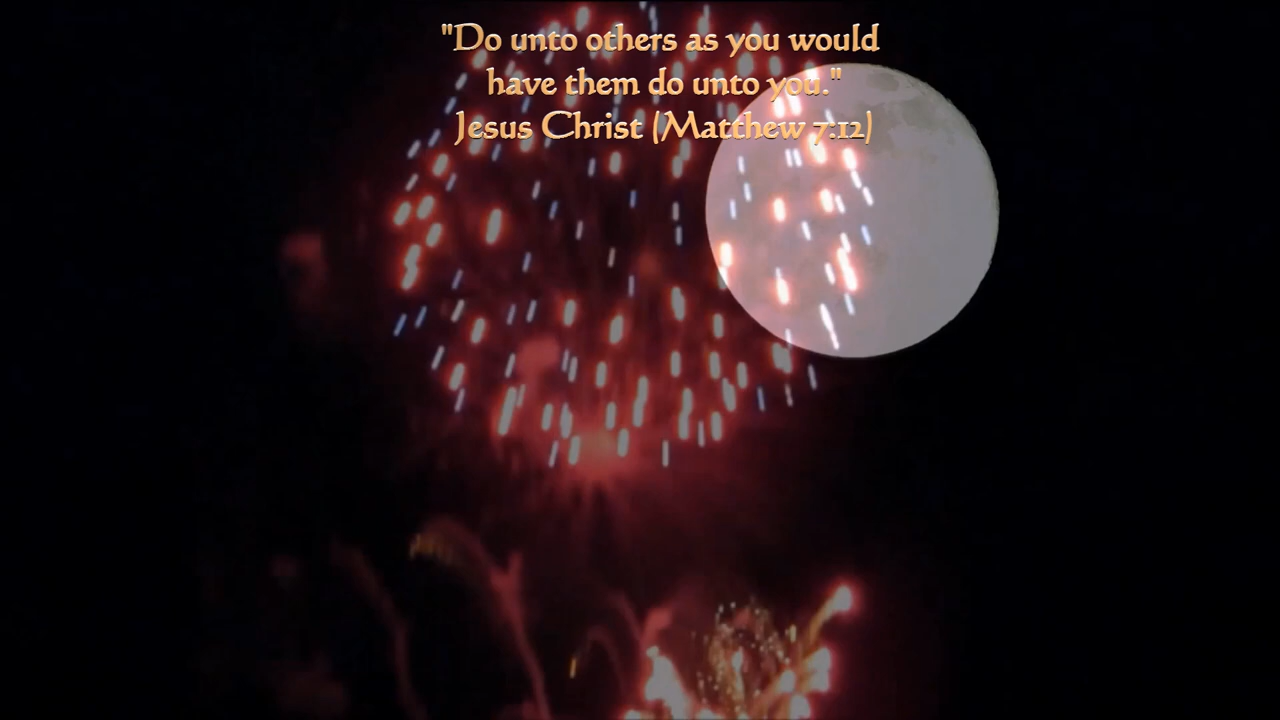 "Do unto others as you would
have them do unto you."
Jesus Christ (Matthew 7:12)